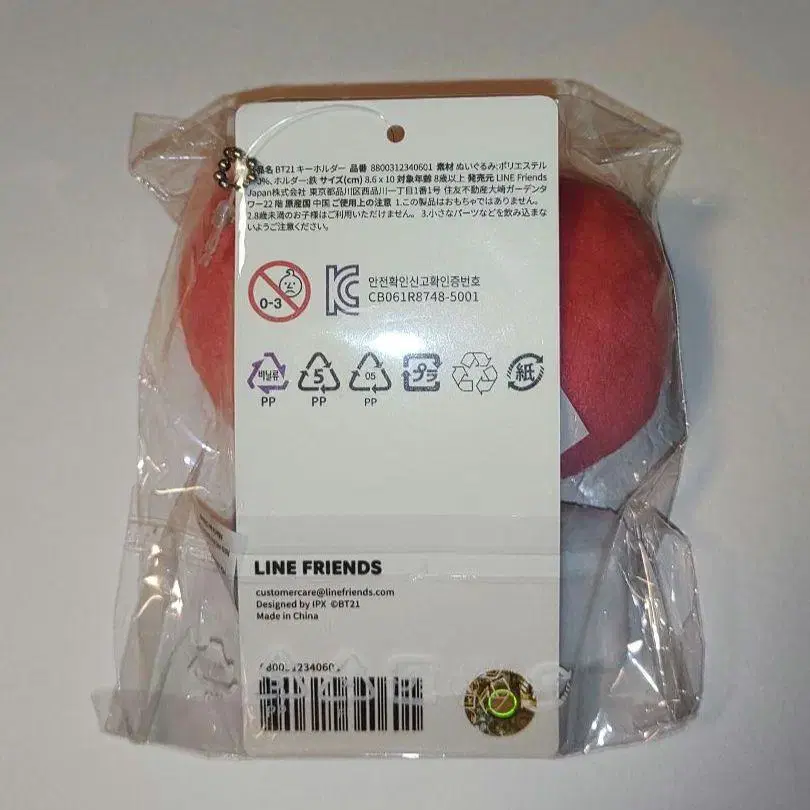 品名 BT21 キーホルダー 品番 8800312340601 素材 ぬいぐるみ:ポリエステル
0%、ホルダー:鉄 サイズ(cm) 8.6 x 10 対象年齢 8歳以上 発売元 LINE Friends
Japan株式会社 東京都品川区西品川一丁目1番1号 住友不動産大崎ガーデンタ
ワー22 階 原産国 中国 ご使用上の注意 1.この製品はおもちゃではありません。
2.8歳未満のお子様はご利用いただけません。 3.小さなパーツなどを飲み込まな
いようご注意ください。
0-3
안전확인신고확인증번호
CB061R8748-5001
비닐류 5 05 プラ 紙
PP PP PP
LINE FRIENDS
customercare@linefriends.com
Designed by IPX ©BT21
Made in China
880031234060